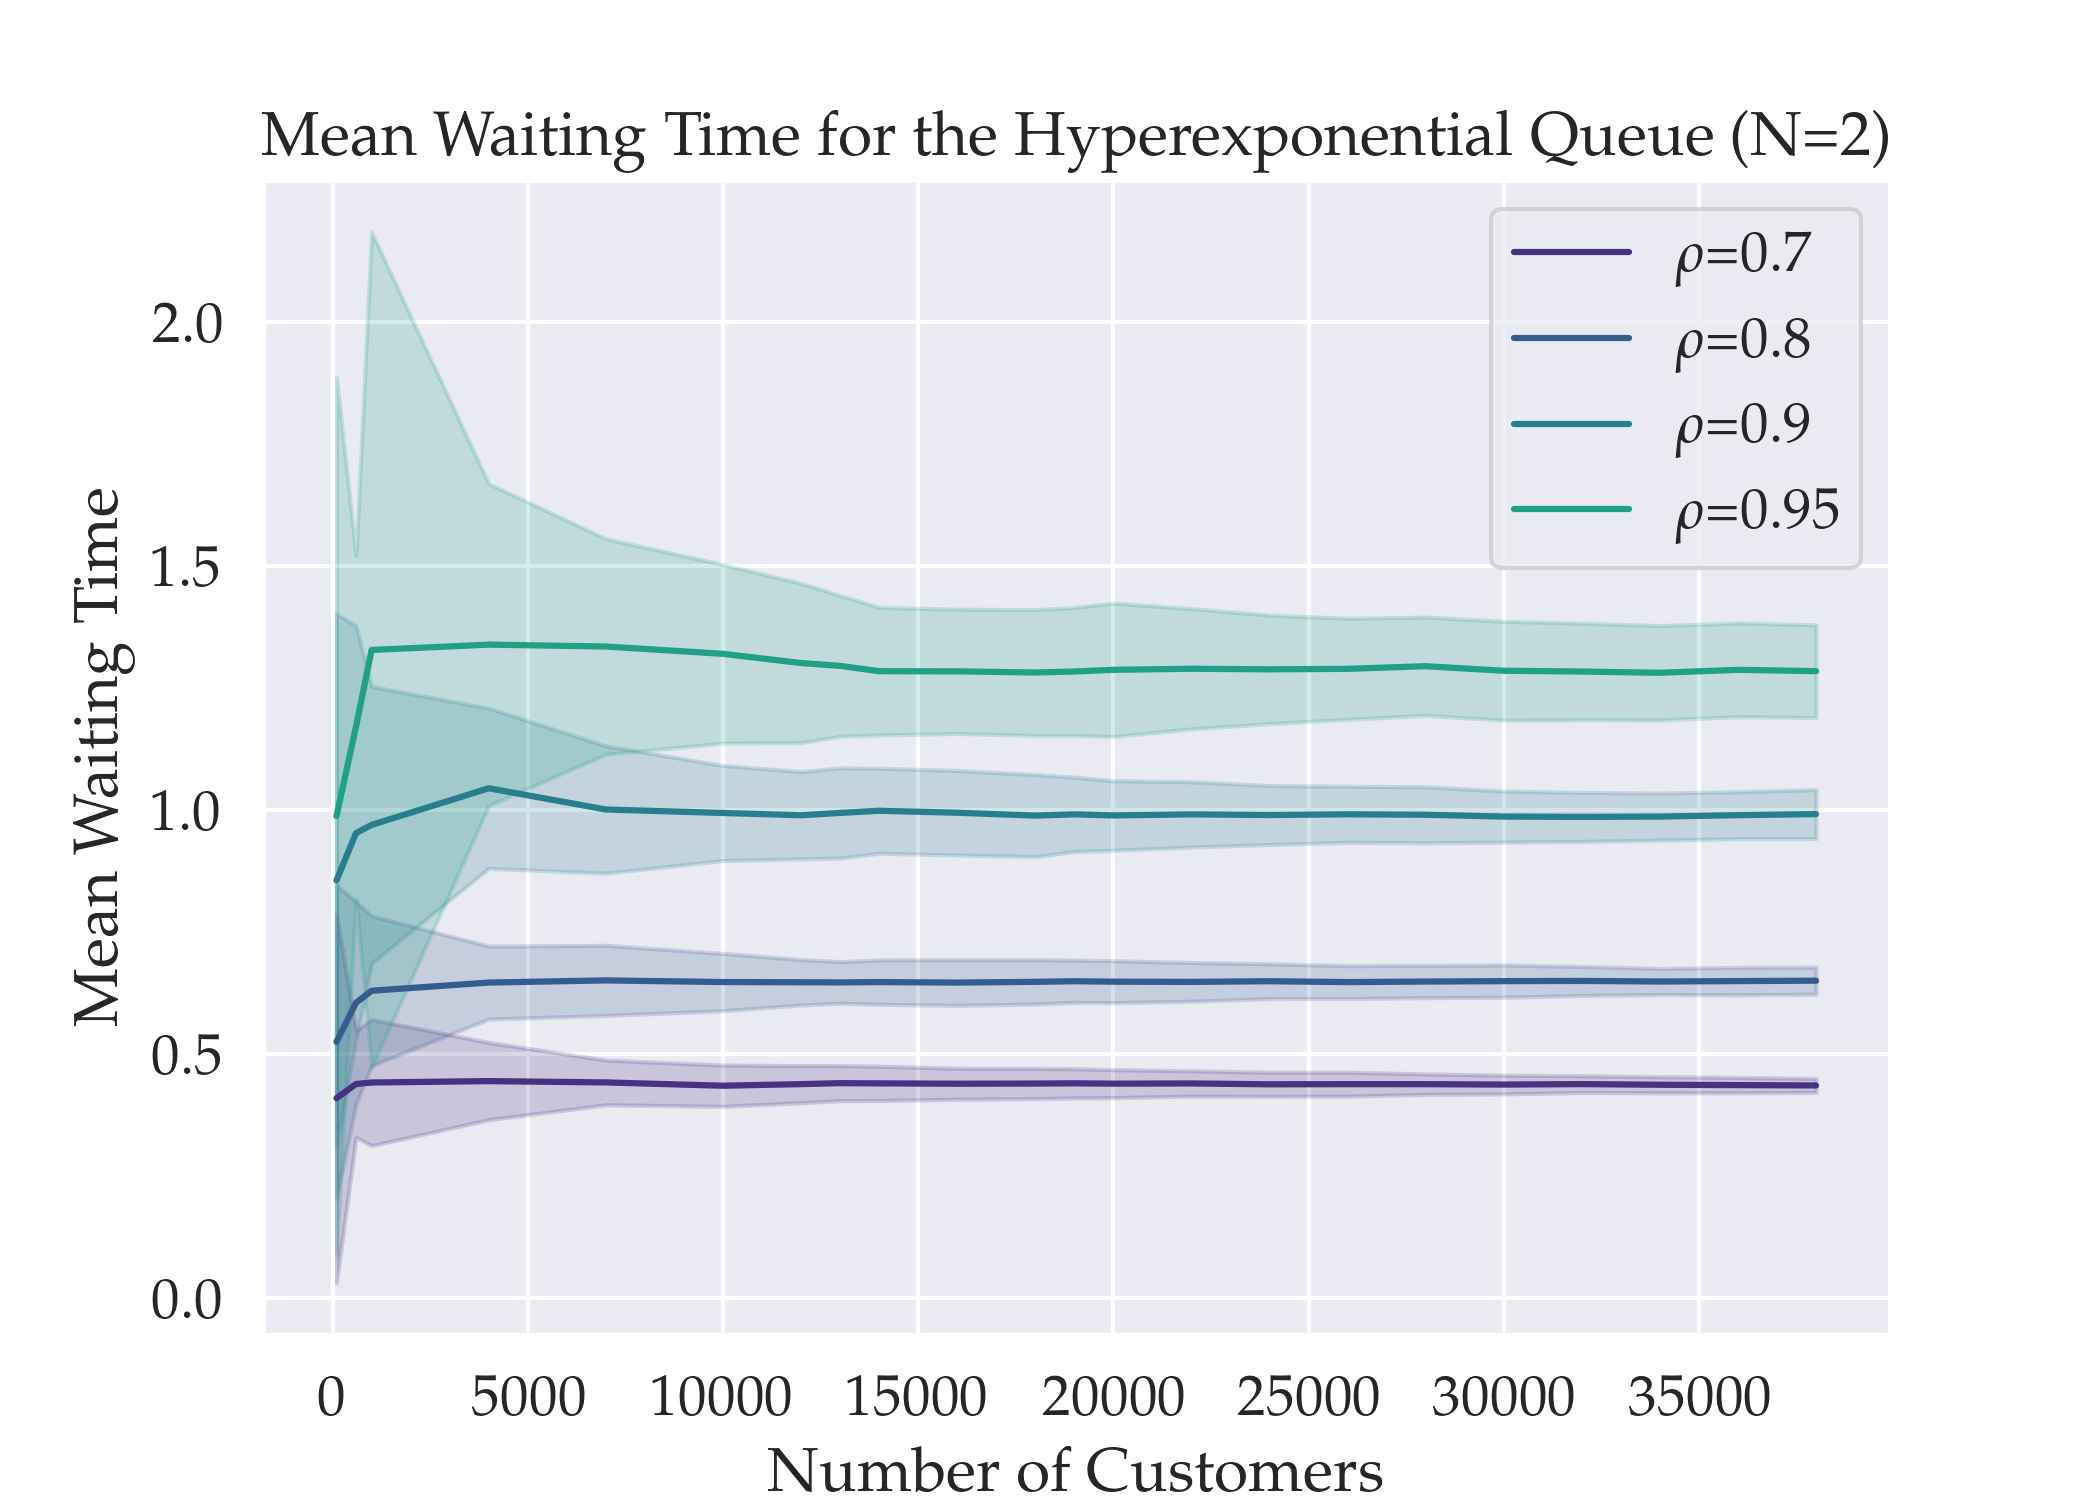 Mean Waiting Time for the Hyperexponential Queue (N=2)
ρ=0.7
ρ=0.8
ρ=0.9
ρ=0.95
Mean Waiting Time
2.0
1.5
1.0
0.5
0.0
0 5000 10000 15000 20000 25000 30000 35000
Number of Customers